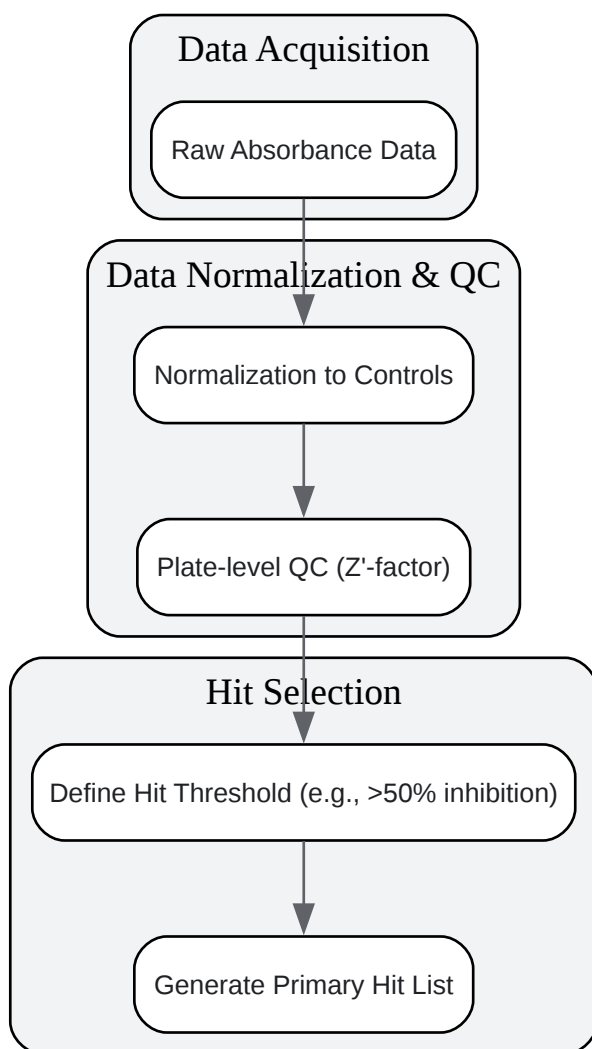 Data Acquisition
Raw Absorbance Data
Data Normalization & QC
Normalization to Controls
Plate-level QC (Z'-factor)
Hit Selection
Define Hit Threshold (e.g., >50% inhibition)
Generate Primary Hit List